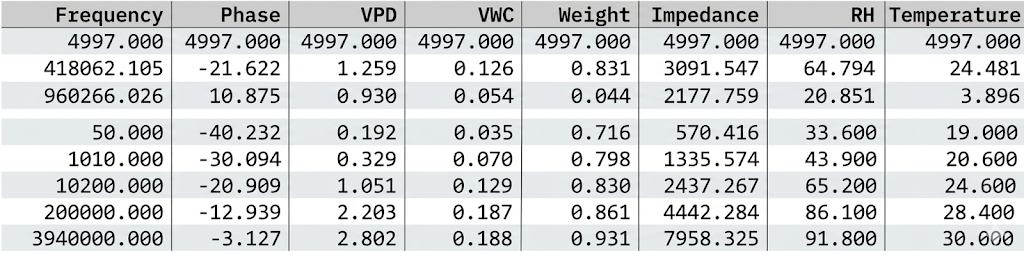 Frequency Phase VPD VWC Weight Impedance RH Temperature
4997.000 4997.000 4997.000 4997.000 4997.000 4997.000 4997.000 4997.000
418062.105 -21.622 1.259 0.126 0.831 3091.547 64.794 24.481
960266.026 10.875 0.930 0.054 0.044 2177.759 20.851 3.896
50.000 -40.232 0.192 0.035 0.716 570.416 33.600 19.000
1010.000 -30.094 0.329 0.070 0.798 1335.574 43.900 20.600
10200.000 -20.909 1.051 0.129 0.830 2437.267 65.200 24.600
200000.000 -12.939 2.203 0.187 0.861 4442.284 86.100 28.400
3940000.000 -3.127 2.802 0.188 0.931 7958.325 91.800 30.000